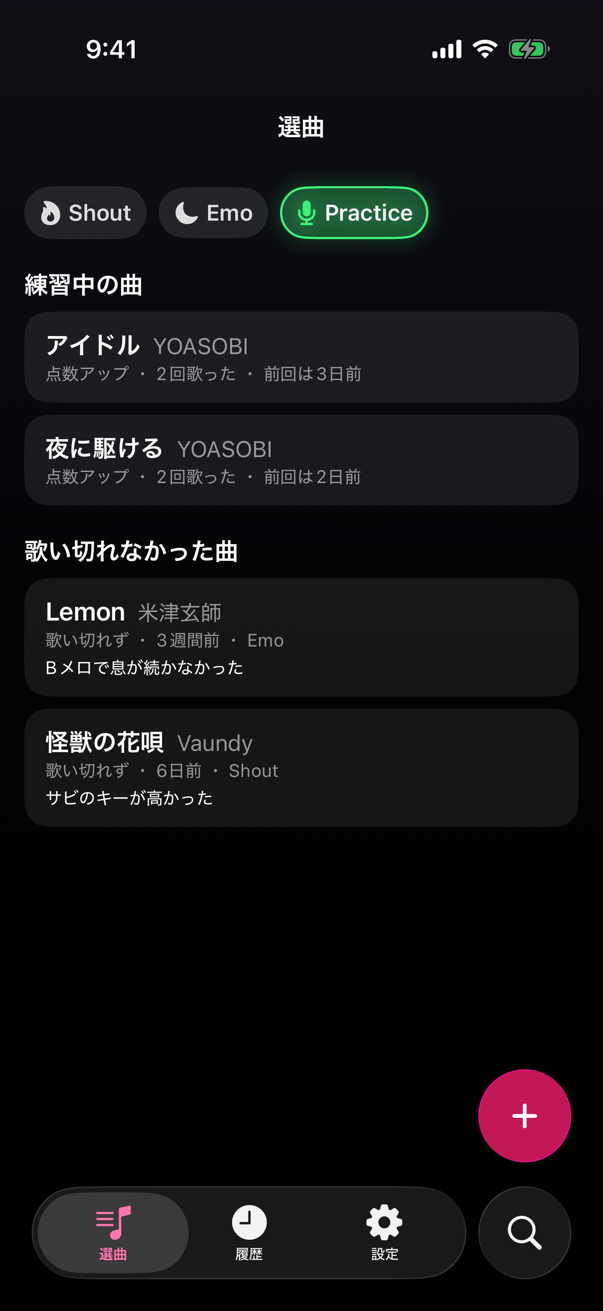 9:41
選曲
Shout Emo Practice
練習中の曲
アイドル YOASOBI
点数アップ ・ 2回歌った ・ 前回は3日前
夜に駆ける YOASOBI
点数アップ ・ 2回歌った ・ 前回は2日前
歌い切れなかった曲
Lemon 米津玄師
歌い切れず ・ 3週間前 ・ Emo
Bメロで息が続かなかった
怪獣の花唄 Vaundy
歌い切れず ・ 6日前 ・ Shout
サビのキーが高かった
選曲 履歴 設定